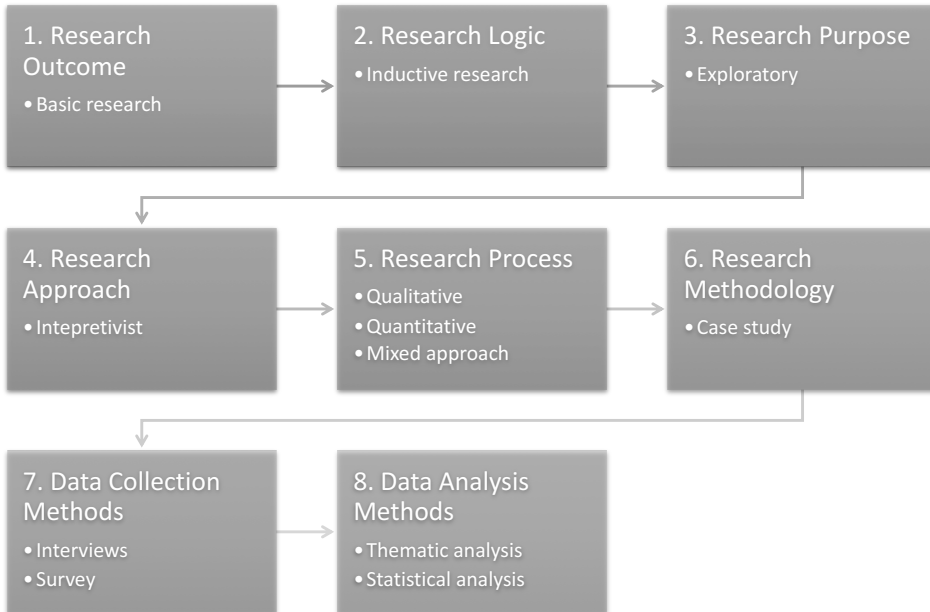 1. Research
Outcome
• Basic research
2. Research Logic
• Inductive research
3. Research Purpose
• Exploratory
4. Research
Approach
• Intepretivist
5. Research Process
• Qualitative
• Quantitative
• Mixed approach
6. Research
Methodology
• Case study
7. Data Collection
Methods
• Interviews
• Survey
8. Data Analysis
Methods
• Thematic analysis
• Statistical analysis